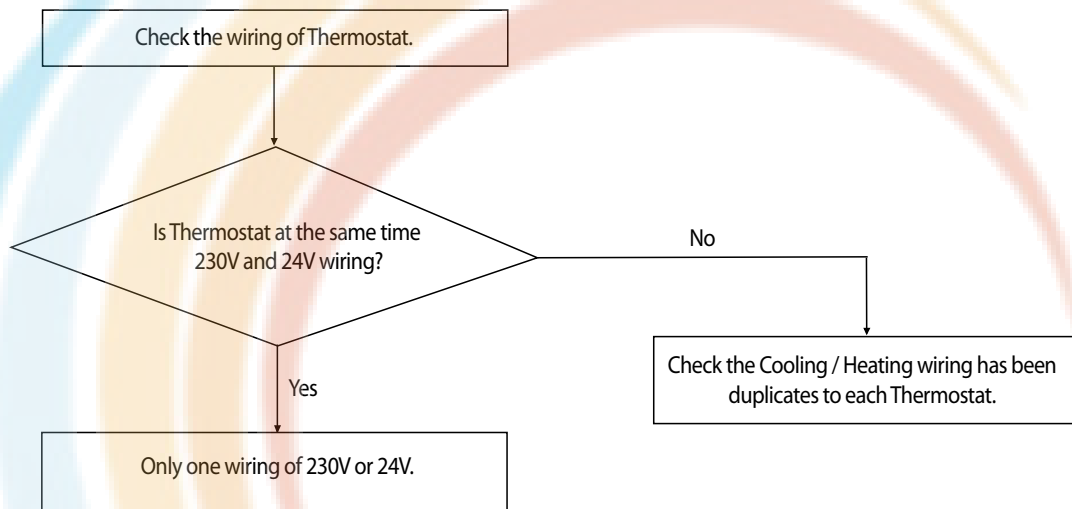 Check the wiring of Thermostat.
Is Thermostat at the same time
230V and 24V wiring?
No
Check the Cooling / Heating wiring has been
duplicates to each Thermostat.
Yes
Only one wiring of 230V or 24V.